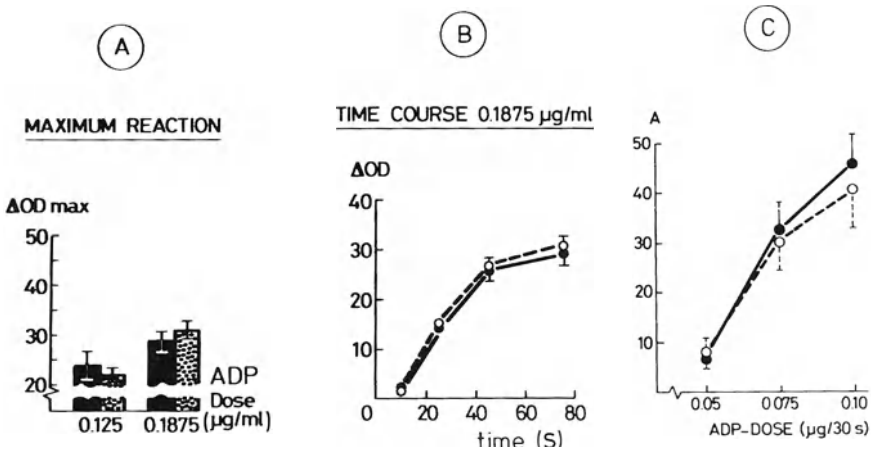 A
MAXIMUM REACTION
ΔOD max
50
40
30
20
ADP
Dose
0.125 0.1875 (µg/ml)
B
TIME COURSE 0.1875 µg/ml
ΔOD
40
30
20
10
0 20 40 60 80
time (S)
C
A
50
40
30
20
10
0.05 0.075 0.10
ADP-DOSE (µg/30 s)